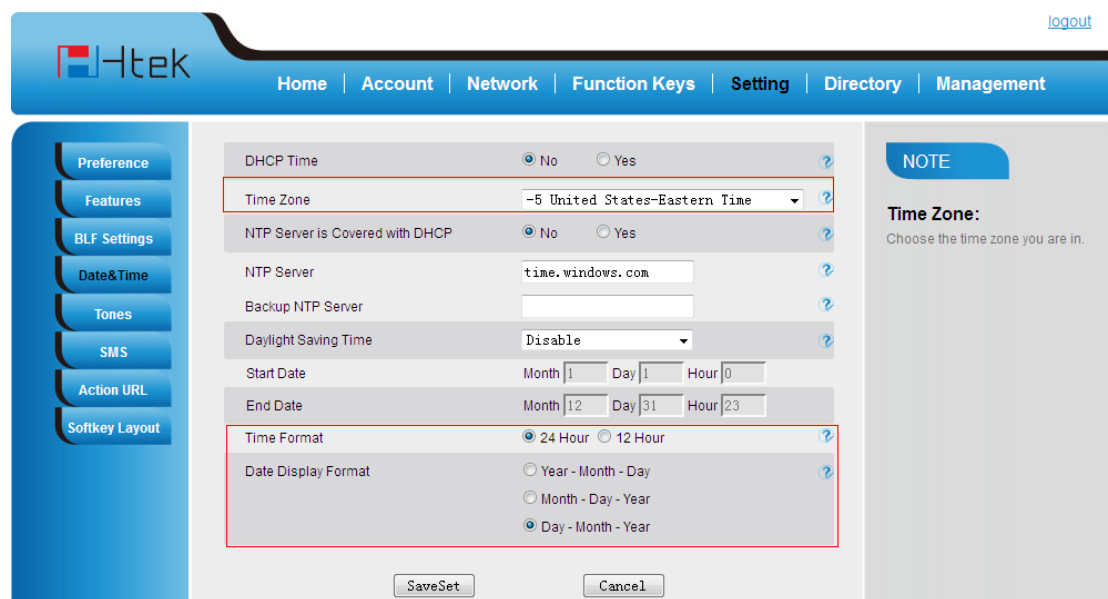 logout
Htek
Home | Account | Network | Function Keys | Setting | Directory | Management
Preference
Features
BLF Settings
Date&Time
Tones
SMS
Action URL
Softkey Layout
DHCP Time No Yes ?
Time Zone -5 United States-Eastern Time ?
NTP Server is Covered with DHCP No Yes ?
NTP Server time.windows.com ?
Backup NTP Server ?
Daylight Saving Time Disable ?
Start Date Month 1 Day 1 Hour 0
End Date Month 12 Day 31 Hour 23
Time Format 24 Hour 12 Hour ?
Date Display Format Year - Month - Day ?
Month - Day - Year
Day - Month - Year
SaveSet Cancel
NOTE
Time Zone:
Choose the time zone you are in.